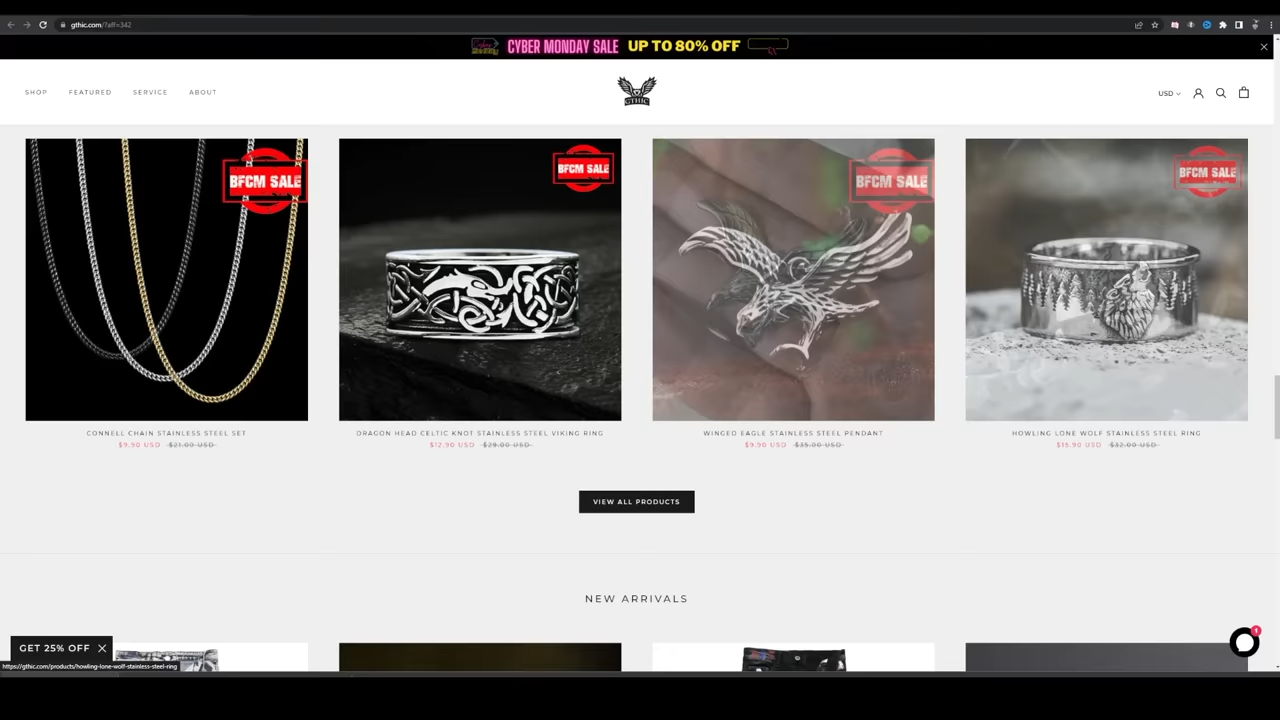 gthic.com/?aff=342
CYBER MONDAY SALE UP TO 80% OFF
SHOP FEATURED SERVICE ABOUT
GTHIC
USD
BFCM SALE
BFCM SALE
BFCM SALE
BFCM SALE
CONNELL CHAIN STAINLESS STEEL SET
$9.90 USD $21.00 USD
DRAGON HEAD CELTIC KNOT STAINLESS STEEL VIKING RING
$12.90 USD $29.00 USD
WINGED EAGLE STAINLESS STEEL PENDANT
$9.90 USD $35.00 USD
HOWLING LONE WOLF STAINLESS STEEL RING
$15.90 USD $32.00 USD
VIEW ALL PRODUCTS
NEW ARRIVALS
GET 25% OFF
1
https://gthic.com/products/howling-lone-wolf-stainless-steel-ring